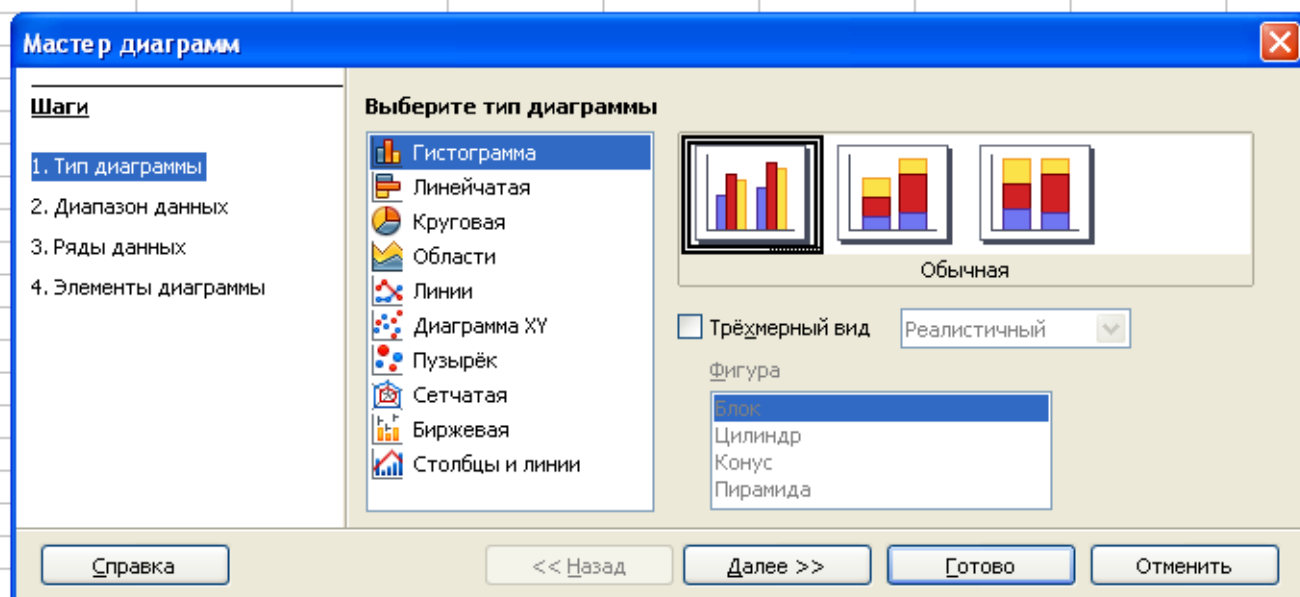 Мастер диаграмм
Шаги
1. Тип диаграммы
2. Диапазон данных
3. Ряды данных
4. Элементы диаграммы
Выберите тип диаграммы
Гистограмма
Линейчатая
Круговая
Области
Линии
Диаграмма XY
Пузырёк
Сетчатая
Биржевая
Столбцы и линии
Обычная
Трёхмерный вид
Реалистичный
Фигура
Блок
Цилиндр
Конус
Пирамида
Справка
<< Назад
Далее >>
Готово
Отменить